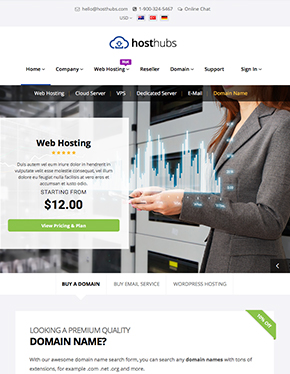 hello@hosthubs.com 1-900-324-5467 Online Chat
USD
hosthubs
Hot
Home Company Web Hosting Reseller Domain Support Sign In
Web Hosting Cloud Server VPS Dedicated Server E-Mail Domain Name
Web Hosting
Duis autem vel eum iriure dolor in hendrerit in
vulputate velit esse molestie consequat, vel illum
dolore eu feugiat nulla facilisis at vero eros et
accumsan et iusto odio.
STARTING FROM
$12.00
View Pricing & Plan
BUY A DOMAIN BUY EMAIL SERVICE WORDPRESS HOSTING
OFF
LOOKING A PREMIUM QUALITY
DOMAIN NAME?
With our awesome domain name search form, you can search any domain names with tons of
extensions, for example .com .net .org and more.